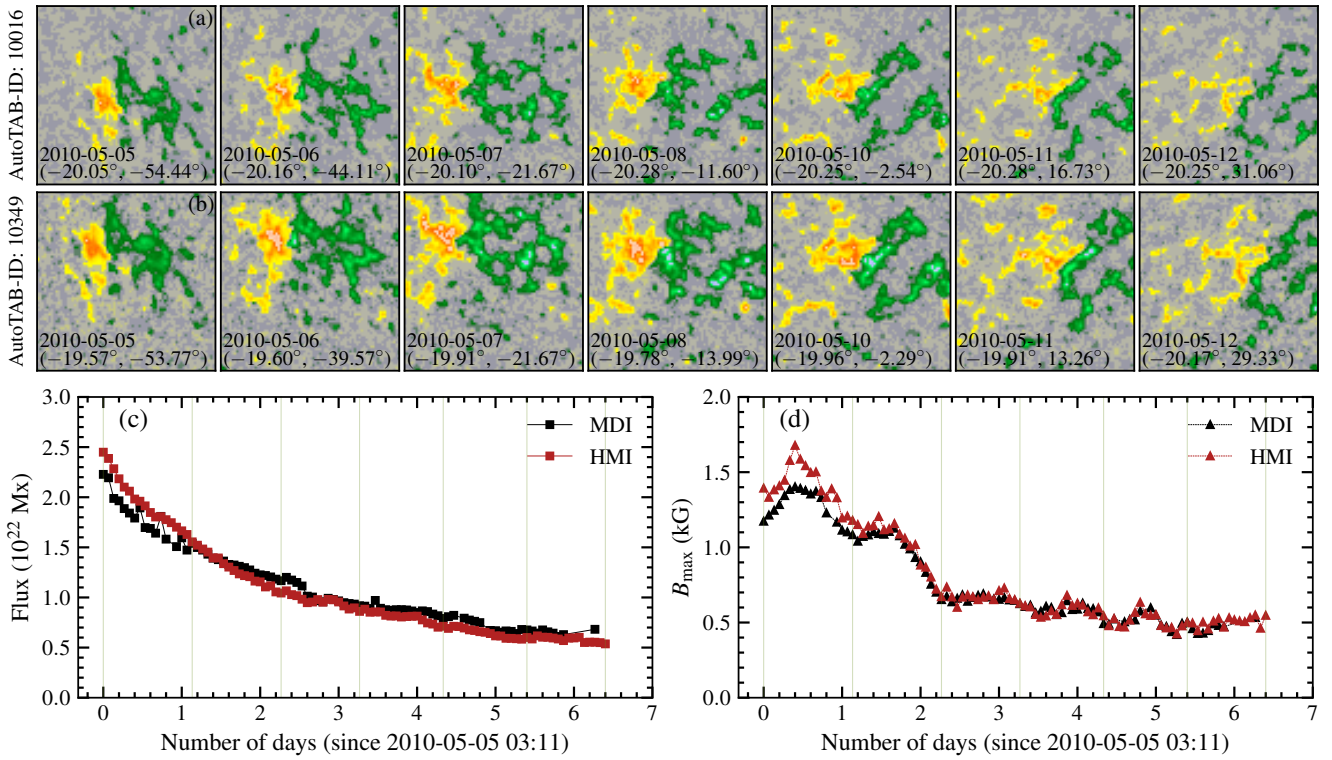 AutoTAB-ID: 10016
(a)
2010-05-05
(−20.05°, −54.44°)
2010-05-06
(−20.16°, −44.11°)
2010-05-07
(−20.10°, −21.67°)
2010-05-08
(−20.28°, −11.60°)
2010-05-10
(−20.25°, −2.54°)
2010-05-11
(−20.28°, 16.73°)
2010-05-12
(−20.25°, 31.06°)
AutoTAB-ID: 10349
(b)
2010-05-05
(−19.57°, −53.77°)
2010-05-06
(−19.60°, −39.57°)
2010-05-07
(−19.91°, −21.67°)
2010-05-08
(−19.78°, −13.99°)
2010-05-10
(−19.96°, −2.29°)
2010-05-11
(−19.91°, 13.26°)
2010-05-12
(−20.17°, 29.33°)
(c)
MDI
HMI
Flux (10²² Mx)
3.0
2.5
2.0
1.5
1.0
0.5
0.0
0 1 2 3 4 5 6 7
Number of days (since 2010-05-05 03:11)
(d)
MDI
HMI
Bmax (kG)
2.0
1.5
1.0
0.5
0.0
0 1 2 3 4 5 6 7
Number of days (since 2010-05-05 03:11)